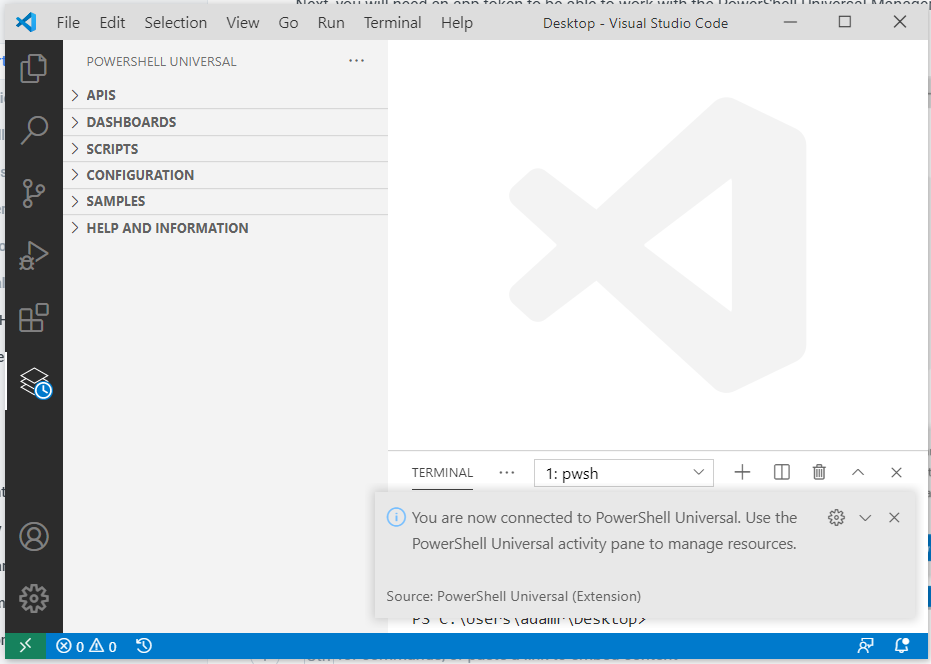 File Edit Selection View Go Run Terminal Help Desktop - Visual Studio Code
POWERSHELL UNIVERSAL
APIS
DASHBOARDS
SCRIPTS
CONFIGURATION
SAMPLES
HELP AND INFORMATION
TERMINAL 1: pwsh
You are now connected to PowerShell Universal. Use the
PowerShell Universal activity pane to manage resources.
Source: PowerShell Universal (Extension)
PS C:\Users\adamr\Desktop>
0 0